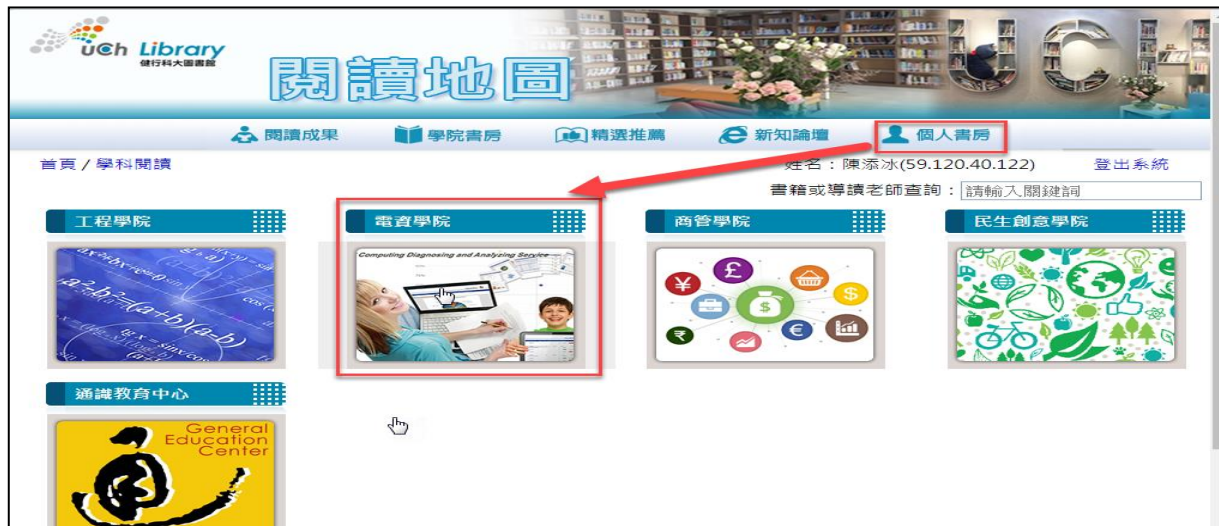 UCh Library
健行科大圖書館
閱讀地圖
UC
閱讀成果 學院書房 精選推薦 新知論壇 個人書房
首頁 / 學科閱讀
姓名：陳添冰(59.120.40.122) 登出系統
書籍或導讀老師查詢： 請輸入關鍵詞
工程學院 電資學院 商管學院 民生創意學院
Computing Diagnosing and Analyzing Service
a²-b²=(a+b)(a-b)
通識教育中心
General
Education
Center